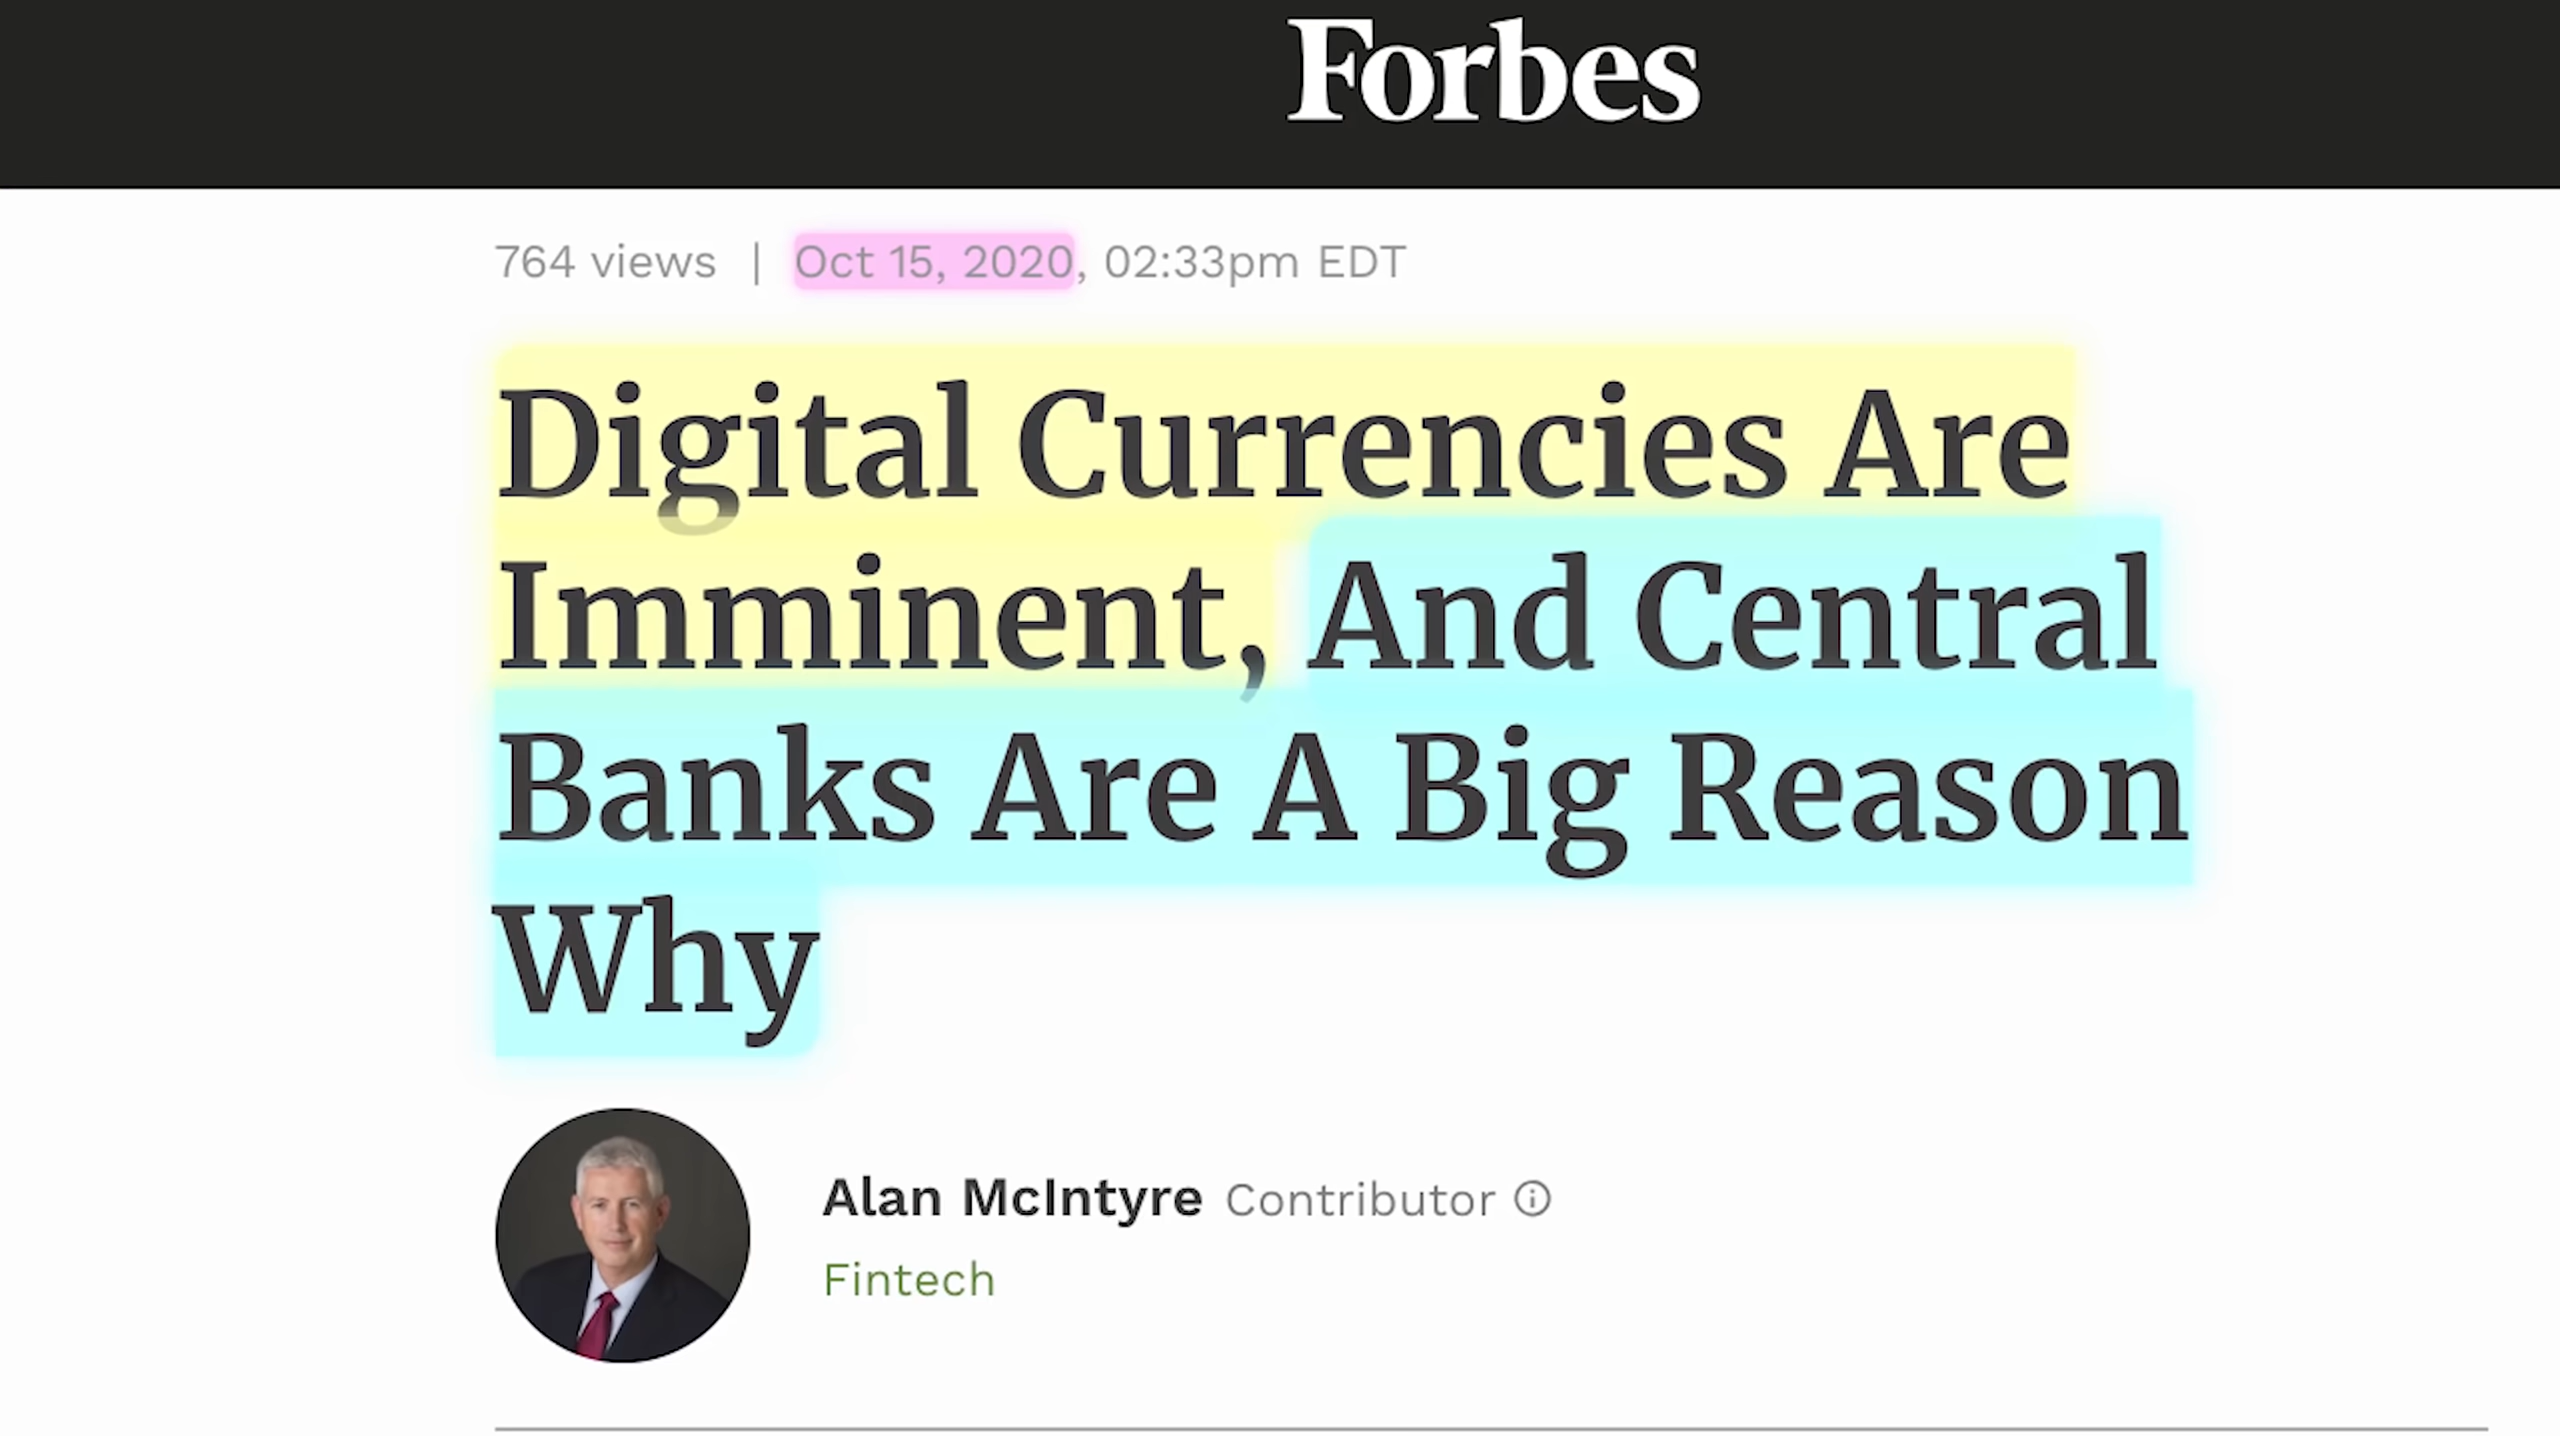 Forbes
764 views | Oct 15, 2020, 02:33pm EDT
Digital Currencies Are
Imminent, And Central
Banks Are A Big Reason
Why
Alan McIntyre Contributor
Fintech